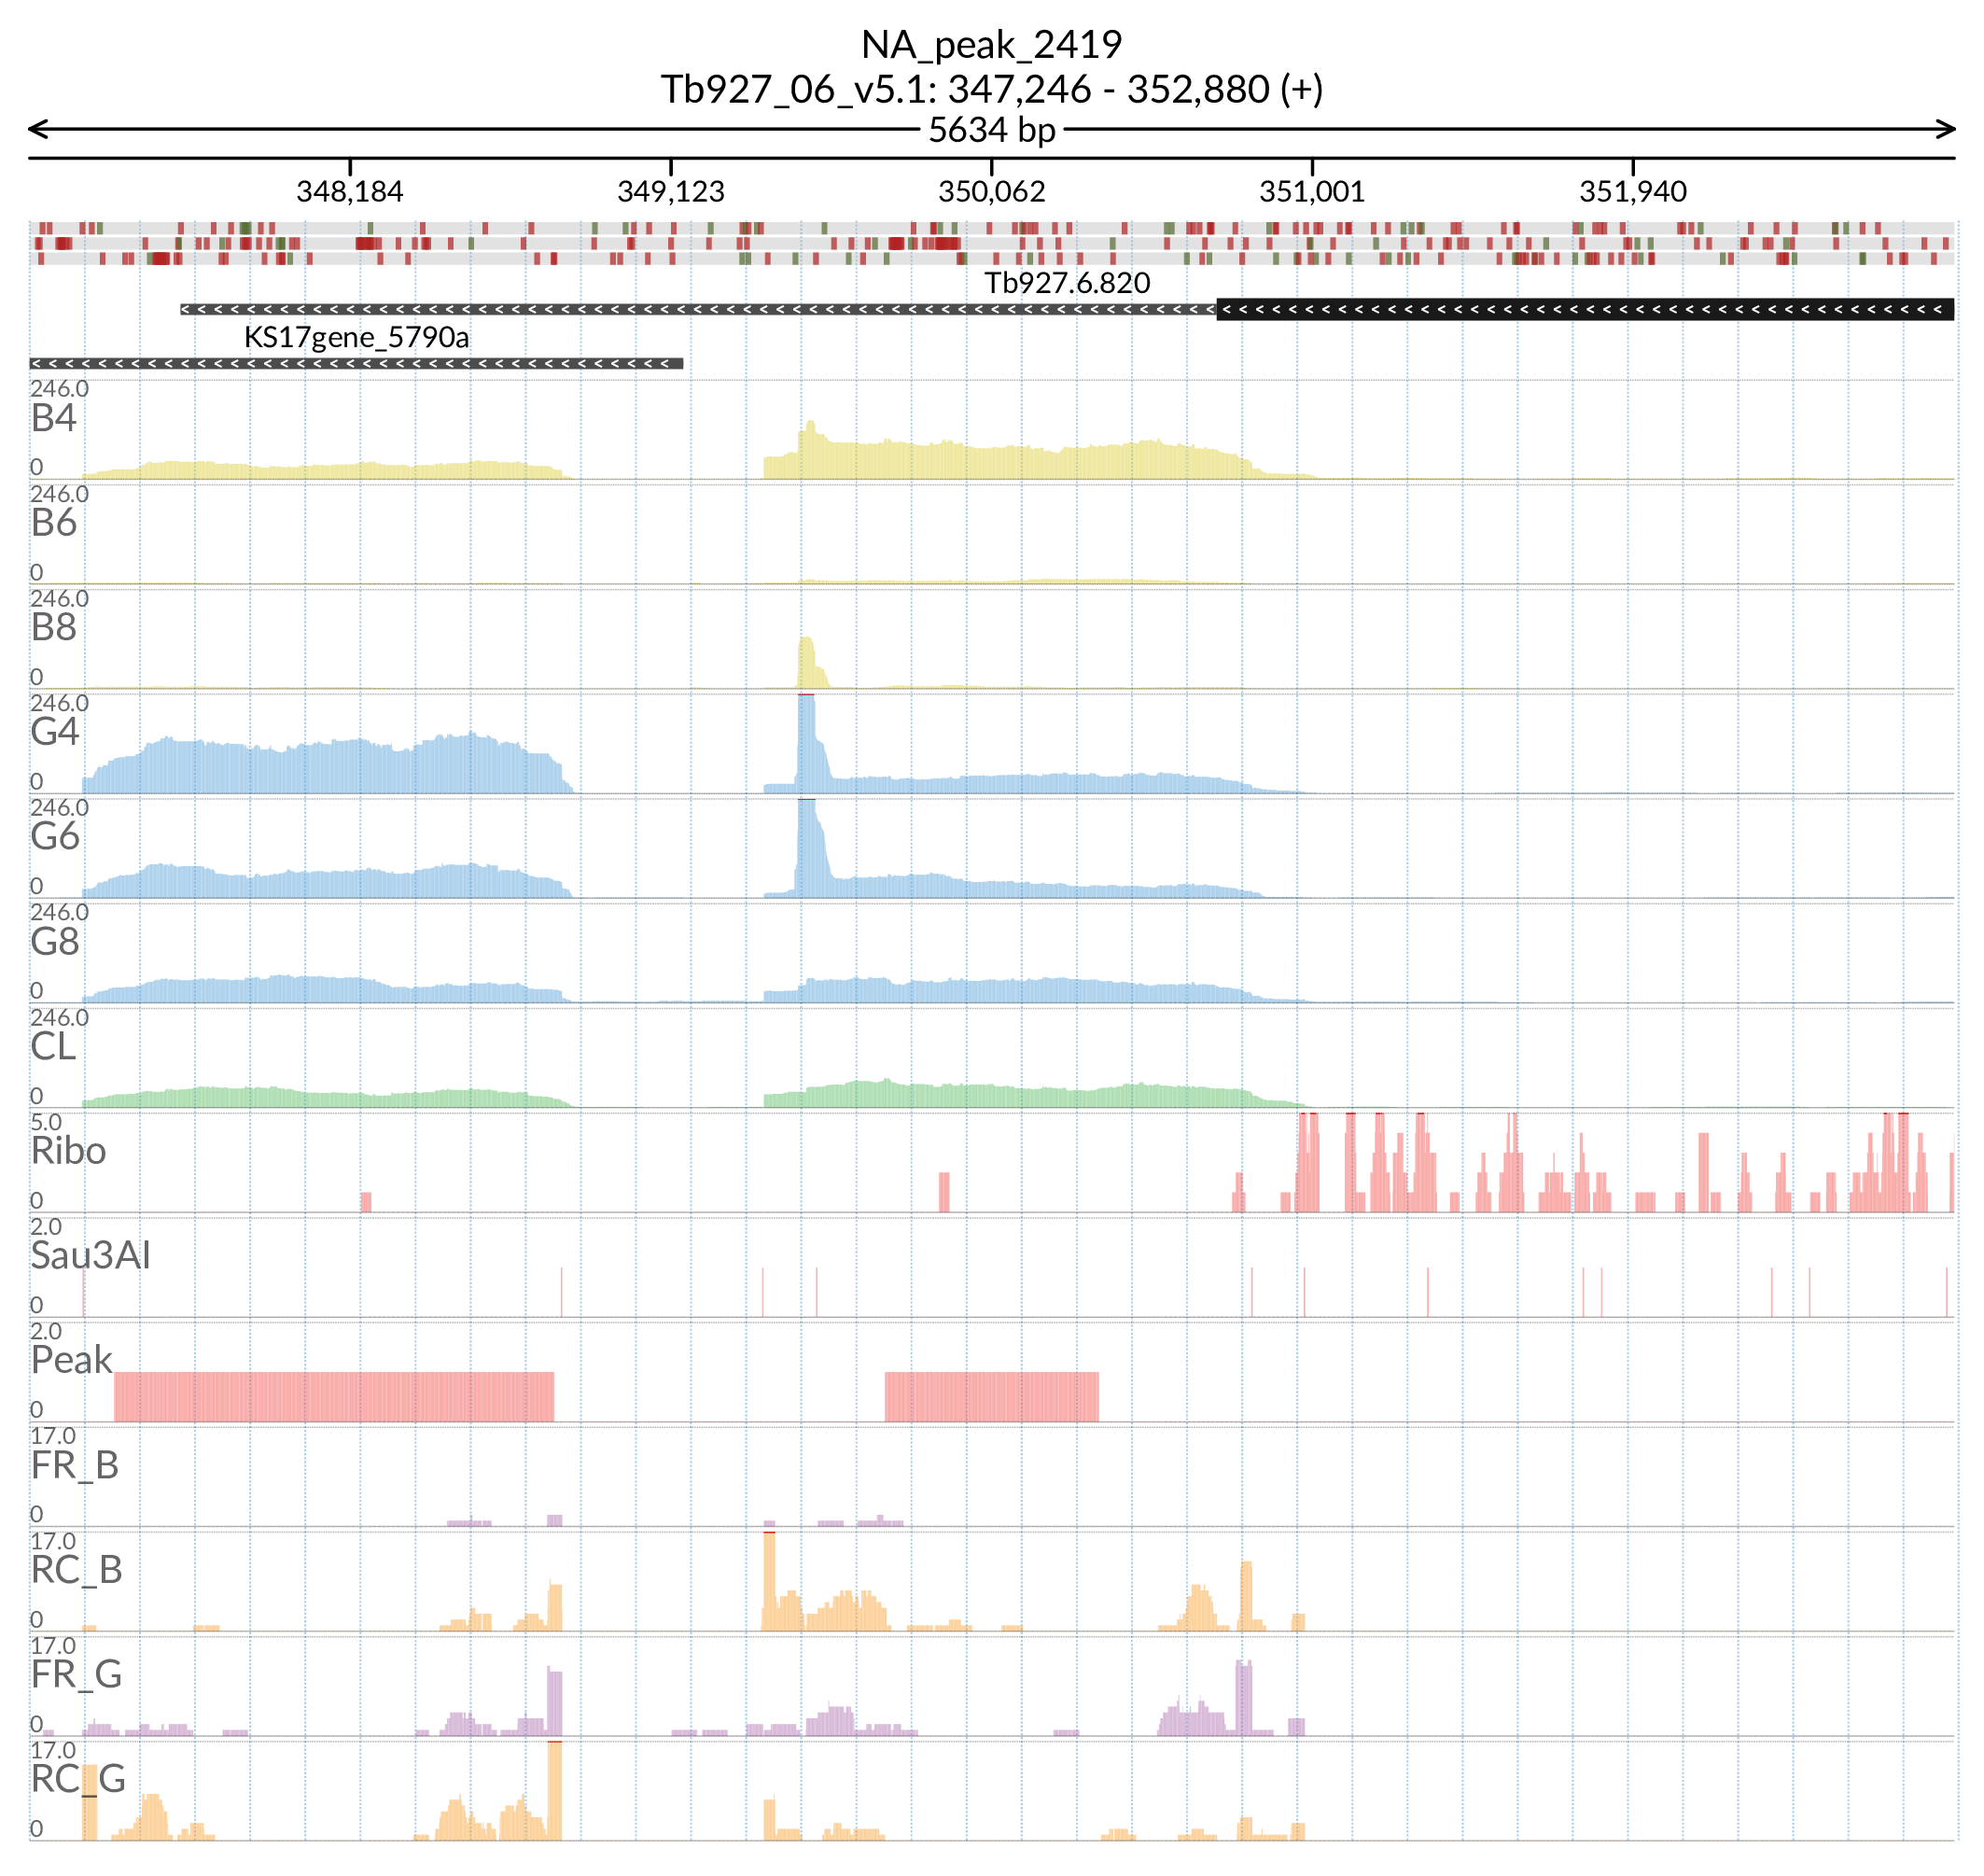 NA_peak_2419
Tb927_06_v5.1: 347,246 - 352,880 (+)
5634 bp
348,184 349,123 350,062 351,001 351,940
Tb927.6.820
KS17gene_5790a
246.0
B4
0
246.0
B6
0
246.0
B8
0
246.0
G4
0
246.0
G6
0
246.0
G8
0
246.0
CL
0
5.0
Ribo
0
2.0
Sau3AI
0
2.0
Peak
0
17.0
FR_B
0
17.0
RC_B
0
17.0
FR_G
0
17.0
RC_G
0